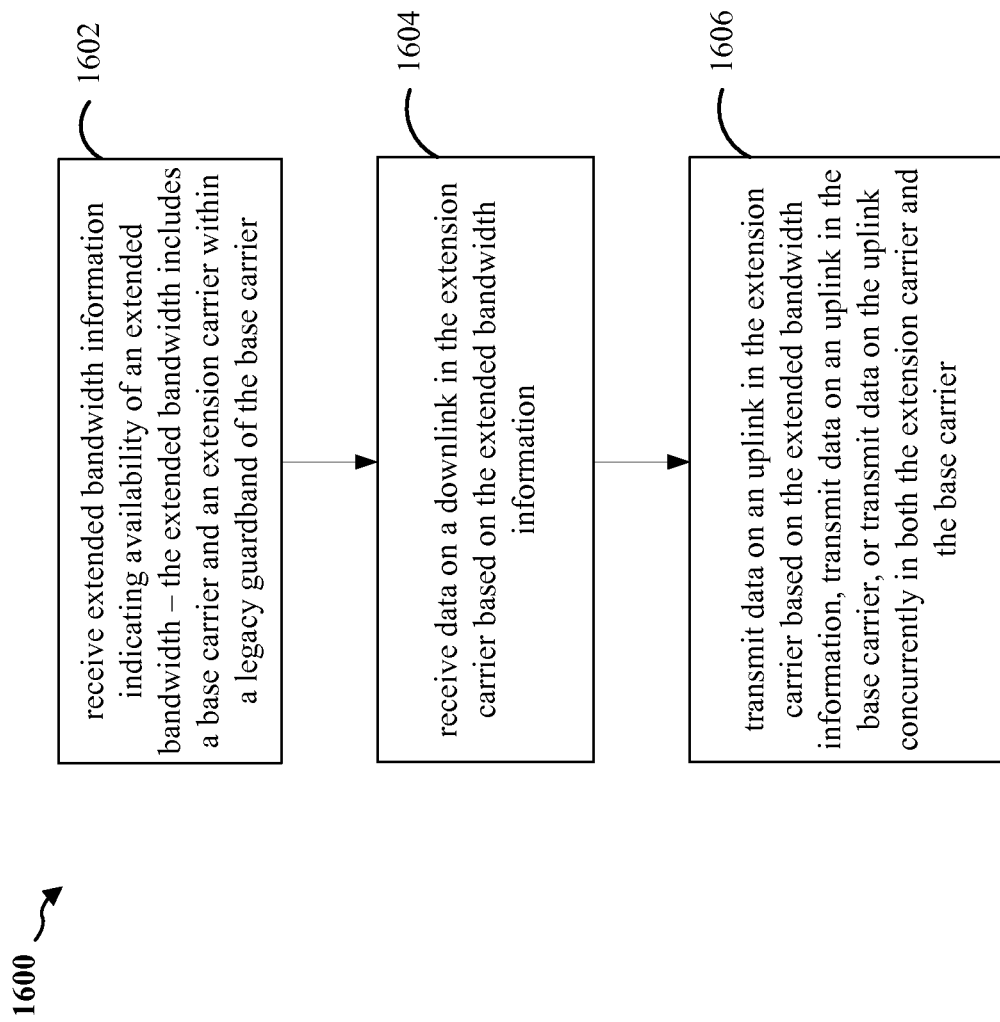 1600
receive extended bandwidth information
indicating availability of an extended
bandwidth – the extended bandwidth includes
a base carrier and an extension carrier within
a legacy guardband of the base carrier
1602
receive data on a downlink in the extension
carrier based on the extended bandwidth
information
1604
transmit data on an uplink in the extension
carrier based on the extended bandwidth
information, transmit data on an uplink in the
base carrier, or transmit data on the uplink
concurrently in both the extension carrier and
the base carrier
1606